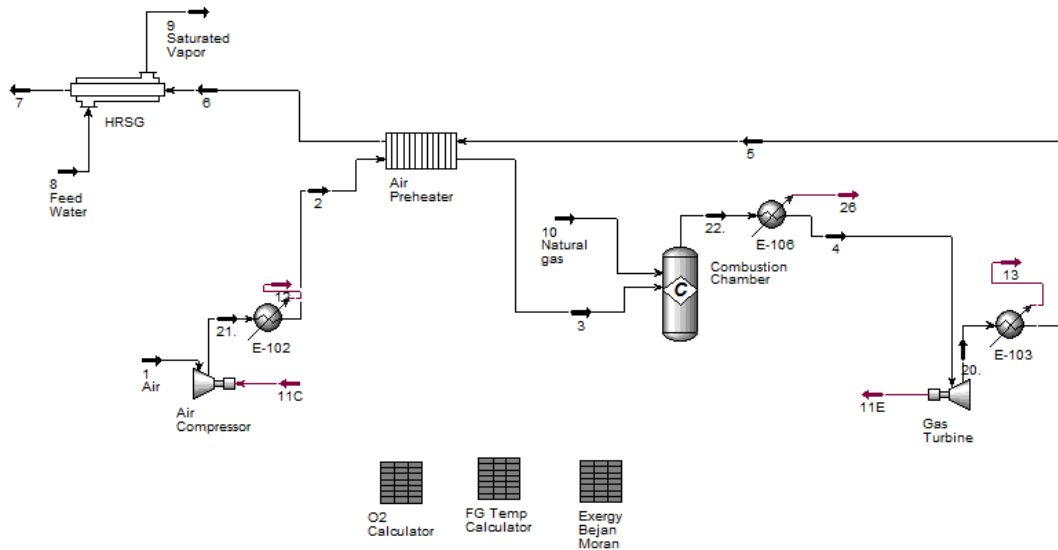 9
Saturated
Vapor
7
HRSG
6
5
8
Feed
Water
2
Air
Preheater
10
Natural
gas
22.
26
E-106
4
Combustion
Chamber
C
13
12
21.
E-102
3
E-103
1
Air
11C
Air
Compressor
20.
11E
Gas
Turbine
O2
Calculator
FG Temp
Calculator
Exergy
Bejan
Moran